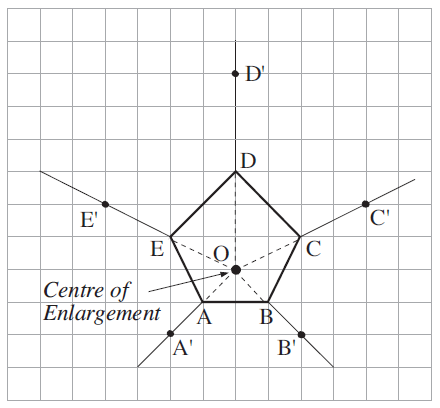 D'
D
E'
C'
E
O
C
Centre of
Enlargement
A
B
A'
B'